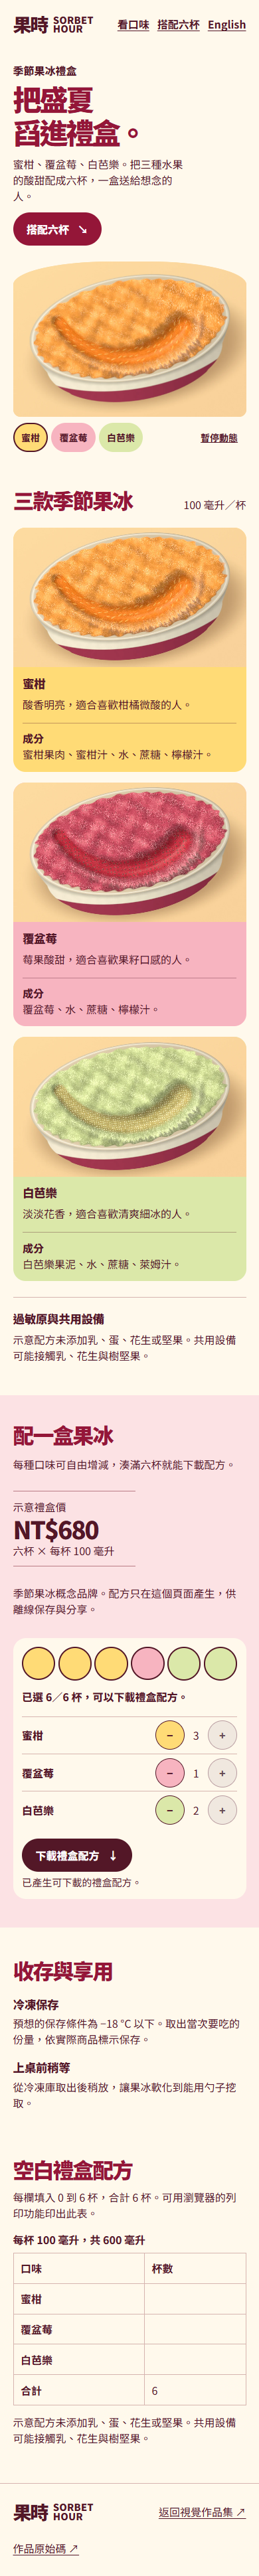 果時 SORBET HOUR
看口味 搭配六杯 English
季節果冰禮盒
把盛夏
舀進禮盒。
蜜柑、覆盆莓、白芭樂。把三種水果
的酸甜配成六杯，一盒送給想念的
人。
搭配六杯 ↘
蜜柑 覆盆莓 白芭樂 暫停動態
三款季節果冰 100 毫升／杯
蜜柑
酸香明亮，適合喜歡柑橘微酸的人。
成分
蜜柑果肉、蜜柑汁、水、蔗糖、檸檬汁。
覆盆莓
莓果酸甜，適合喜歡果籽口感的人。
成分
覆盆莓、水、蔗糖、檸檬汁。
白芭樂
淡淡花香，適合喜歡清爽細冰的人。
成分
白芭樂果泥、水、蔗糖、萊姆汁。
過敏原與共用設備
示意配方未添加乳、蛋、花生或堅果。共用設備
可能接觸乳、花生與樹堅果。
配一盒果冰
每種口味可自由增減，湊滿六杯就能下載配方。
示意禮盒價
NT$680
六杯 × 每杯 100 毫升
季節果冰概念品牌。配方只在這個頁面產生，供
離線保存與分享。
已選 6／6 杯，可以下載禮盒配方。
蜜柑 − 3 +
覆盆莓 − 1 +
白芭樂 − 2 +
下載禮盒配方 ↓
已產生可下載的禮盒配方。
收存與享用
冷凍保存
預想的保存條件為 −18 °C 以下。取出當次要吃的
份量，依實際商品標示保存。
上桌前稍等
從冷凍庫取出後稍放，讓果冰軟化到能用勺子挖
取。
空白禮盒配方
每欄填入 0 到 6 杯，合計 6 杯。可用瀏覽器的列
印功能印出此表。
每杯 100 毫升，共 600 毫升
口味 杯數
蜜柑
覆盆莓
白芭樂
合計 6
示意配方未添加乳、蛋、花生或堅果。共用設備
可能接觸乳、花生與樹堅果。
果時 SORBET HOUR
返回視覺作品集 ↗
作品原始碼 ↗